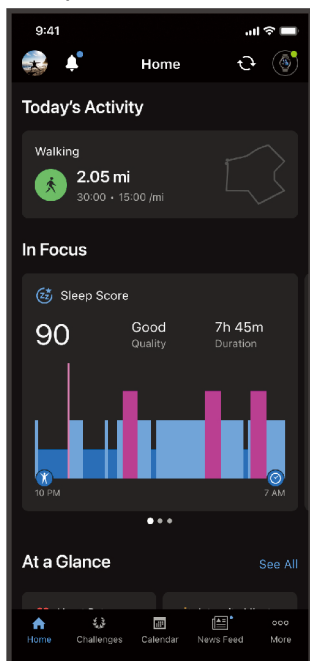 9:41
Home
Today's Activity
Walking
2.05 mi
30:00 • 15:00 /mi
In Focus
Sleep Score
90
Good
Quality
7h 45m
Duration
10 PM
7 AM
At a Glance
See All
Home
Challenges
Calendar
News Feed
More